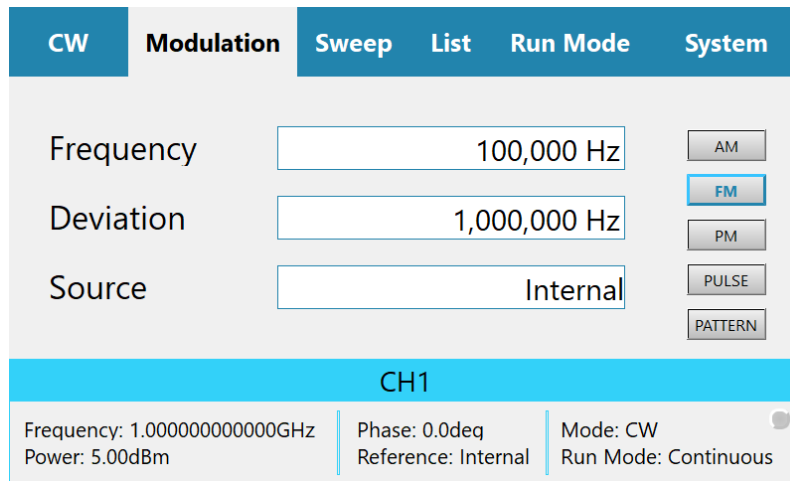 CW Modulation Sweep List Run Mode System
Frequency 100,000 Hz AM
FM
Deviation 1,000,000 Hz PM
Source Internal PULSE
PATTERN
CH1
Frequency: 1.000000000000GHz Phase: 0.0deg Mode: CW
Power: 5.00dBm Reference: Internal Run Mode: Continuous